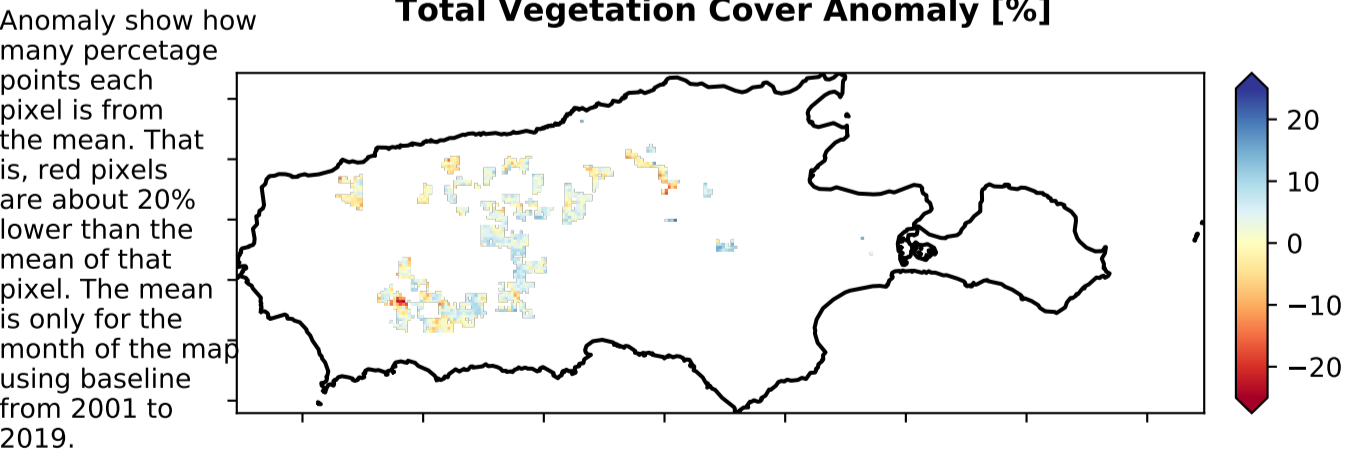 Total Vegetation Cover Anomaly [%]
Anomaly show how
many percetage
points each
pixel is from
the mean. That
is, red pixels
are about 20%
lower than the
mean of that
pixel. The mean
is only for the
month of the map
using baseline
from 2001 to
2019.
20
10
0
−10
−20